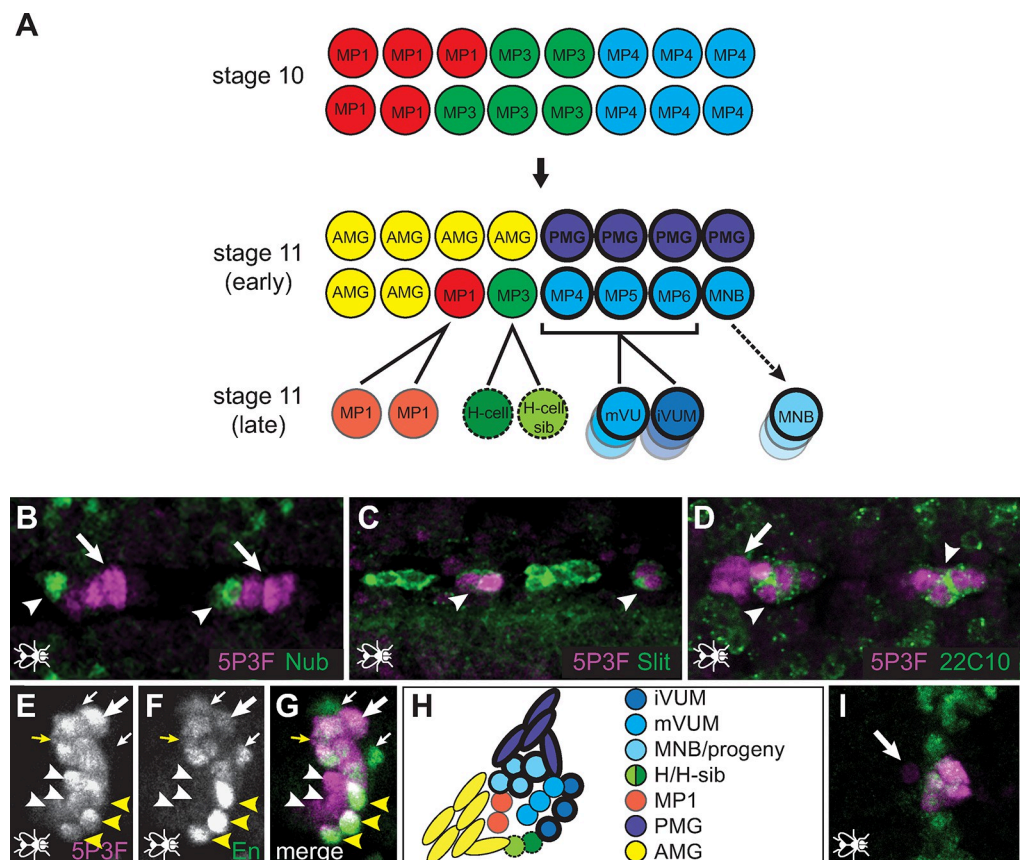 A
stage 10
MP1 MP1 MP1 MP3 MP3 MP4 MP4 MP4
MP1 MP1 MP3 MP3 MP3 MP4 MP4 MP4
stage 11
(early)
AMG AMG AMG AMG PMG PMG PMG PMG
AMG AMG MP1 MP3 MP4 MP5 MP6 MNB
stage 11
(late)
MP1 MP1 H-cell H-cell
sib
mVU iVUM MNB
B
5P3F Nub
C
5P3F Slit
D
5P3F 22C10
E
5P3F
F
En
G
merge
H
iVUM
mVUM
MNB/progeny
H/H-sib
MP1
PMG
AMG
I